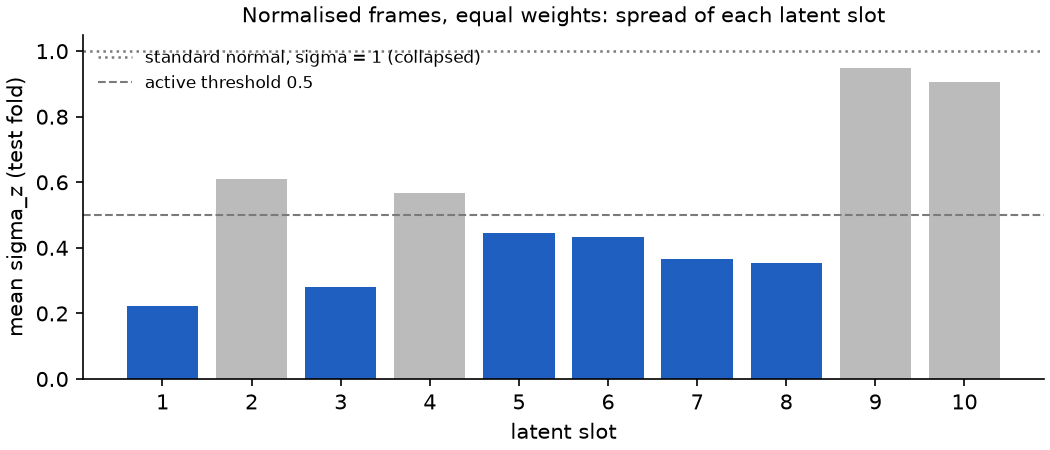 Normalised frames, equal weights: spread of each latent slot
mean sigma_z (test fold)
1.0
0.8
0.6
0.4
0.2
0.0
standard normal, sigma = 1 (collapsed)
active threshold 0.5
1 2 3 4 5 6 7 8 9 10
latent slot